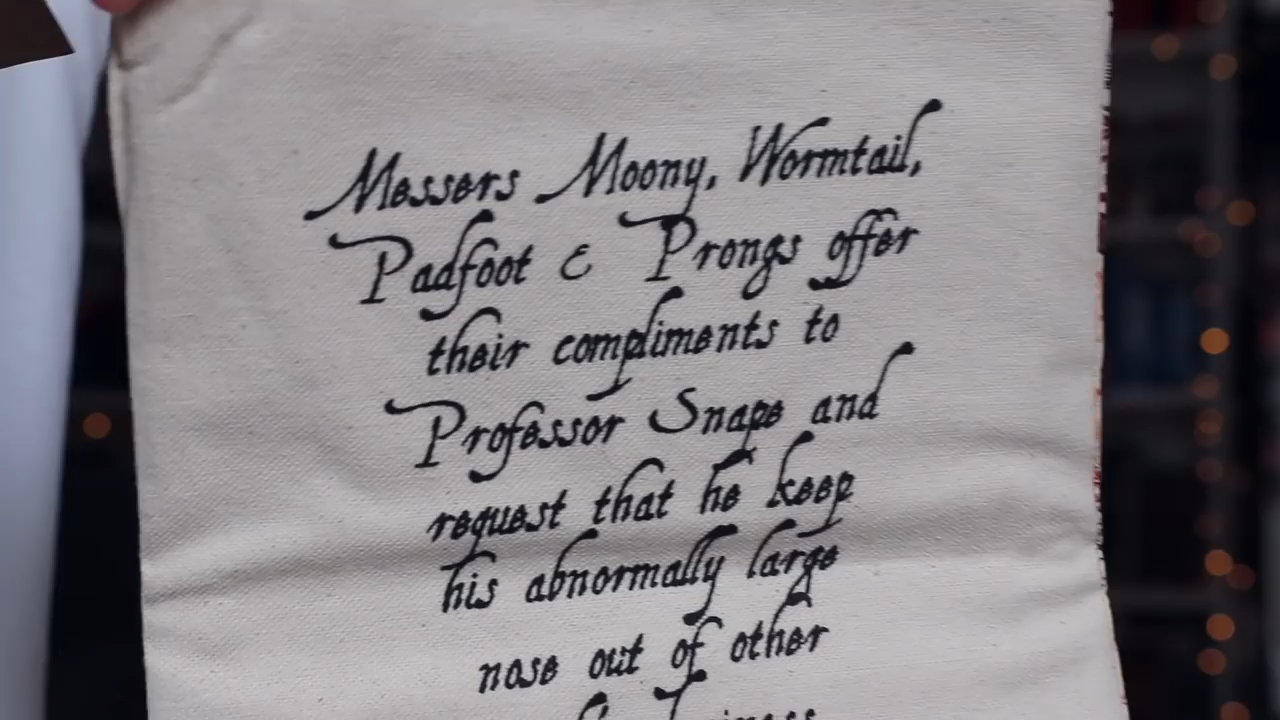 Messers Moony, Wormtail,
Padfoot & Prongs offer
their compliments to
Professor Snape and
request that he keep
his abnormally large
nose out of other